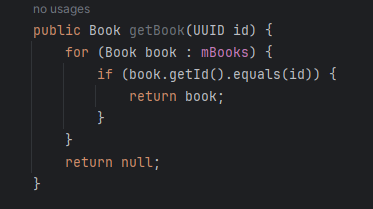 no usages
public Book getBook(UUID id) {
    for (Book book : mBooks) {
        if (book.getId().equals(id)) {
            return book;
        }
    }
    return null;
}